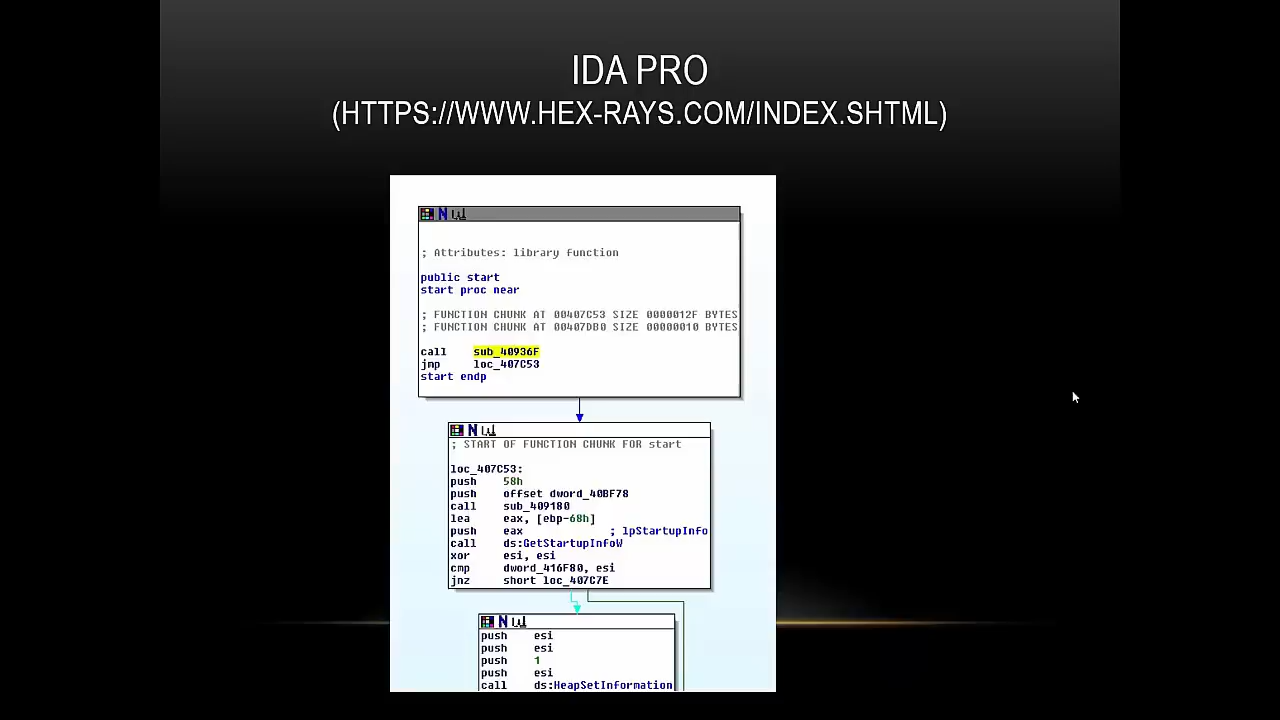 IDA PRO
(HTTPS://WWW.HEX-RAYS.COM/INDEX.SHTML)
; Attributes: library function
public start
start proc near
; FUNCTION CHUNK AT 00407C53 SIZE 0000012F BYTES
; FUNCTION CHUNK AT 00407DB0 SIZE 00000010 BYTES
call sub_40936F
jmp loc_407C53
start endp
; START OF FUNCTION CHUNK FOR start
loc_407C53:
push 58h
push offset dword_40BF78
call sub_409180
lea eax, [ebp-68h]
push eax ; lpStartupInfo
call ds:GetStartupInfoW
xor esi, esi
cmp dword_416F80, esi
jnz short loc_407C7E
push esi
push esi
push 1
push esi
call ds:HeapSetInformation